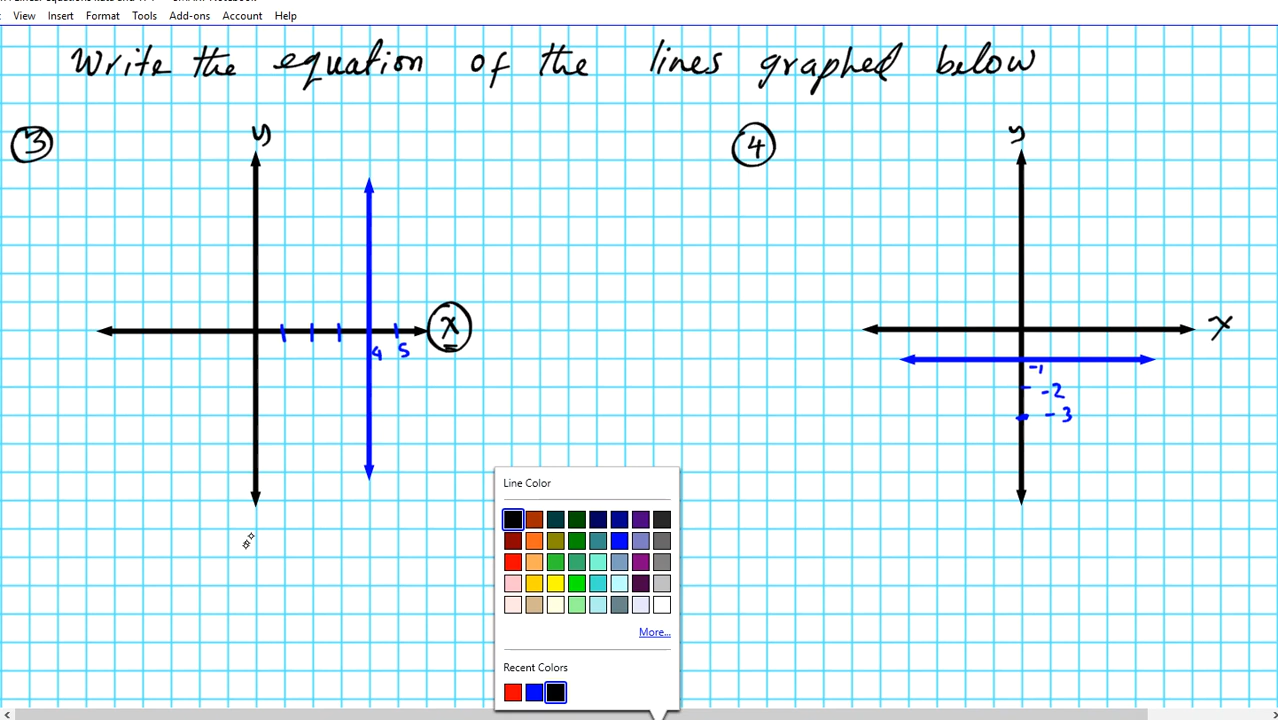 View Insert Format Tools Add-ons Account Help
Write the equation of the lines graphed below
3
y
x
4 5
4
y
x
-1
-2
-3
Line Color
More...
Recent Colors